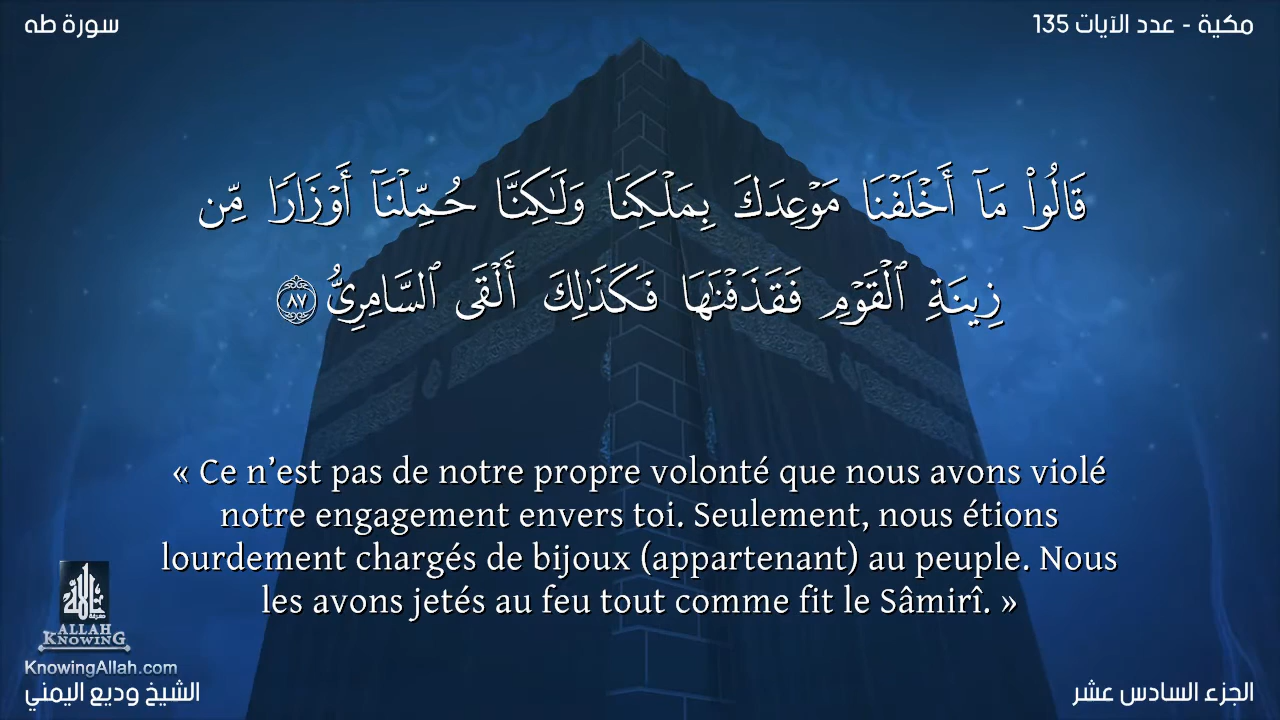 سورة طه
مكية - عدد الآيات 135
قَالُوا۟ مَآ أَخْلَفْنَا مَوْعِدَكَ بِمَلْكِنَا وَلَـٰكِنَّا حُمِّلْنَآ أَوْزَارًا مِّن
زِينَةِ ٱلْقَوْمِ فَقَذَفْنَـٰهَا فَكَذَٰلِكَ أَلْقَى ٱلسَّامِرِىُّ ٨٧
« Ce n’est pas de notre propre volonté que nous avons violé
notre engagement envers toi. Seulement, nous étions
lourdement chargés de bijoux (appartenant) au peuple. Nous
les avons jetés au feu tout comme fit le Sâmirî. »
ALLAH
KNOWING
KnowingAllah.com
الشيخ وديع اليمني
الجزء السادس عشر